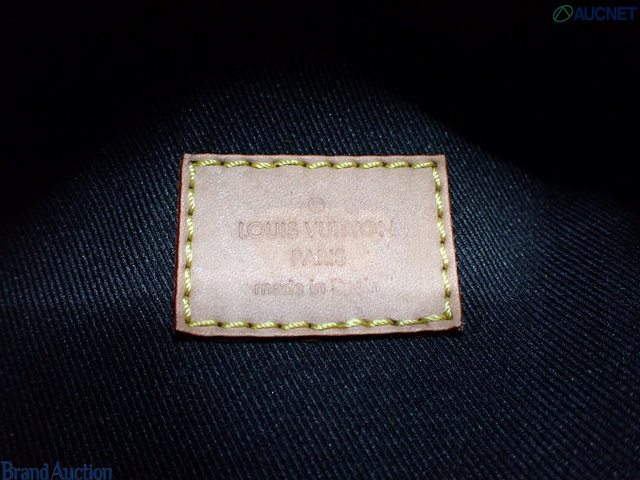 AUCNET
®
LOUIS VUITTON
PARIS
made in
Brand Auction